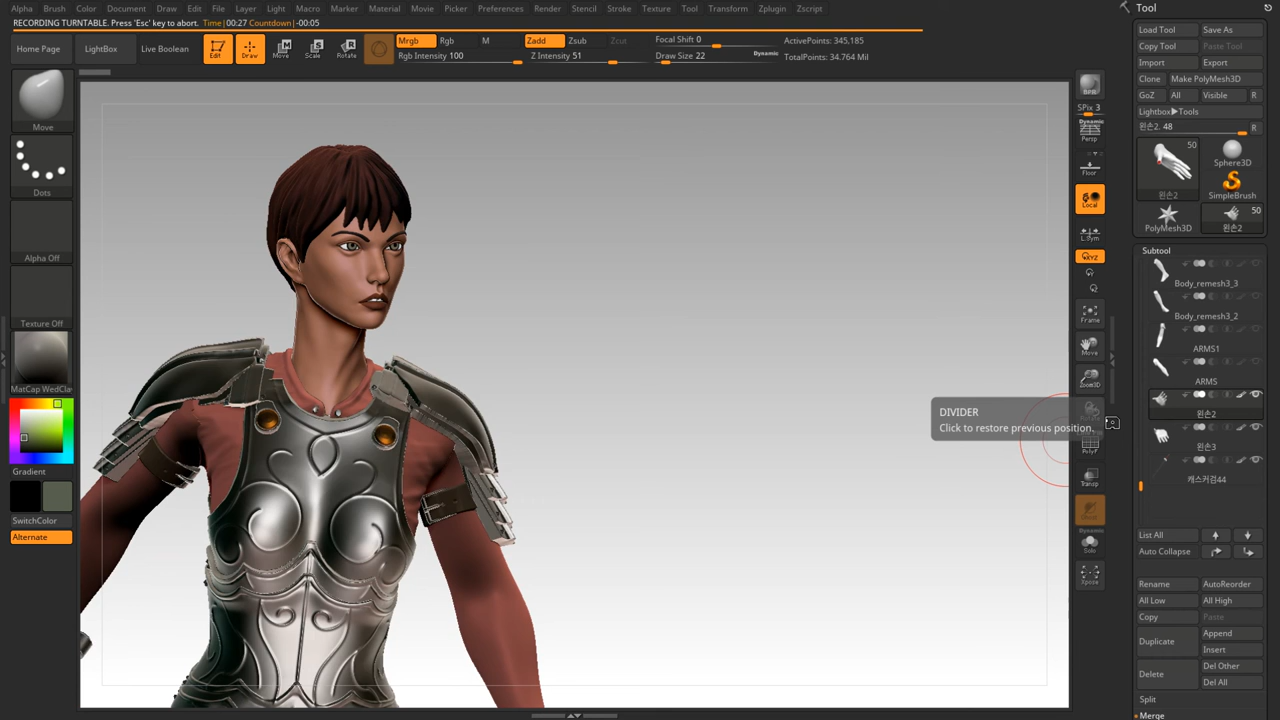 Alpha Brush Color Document Draw Edit File Layer Light Macro Marker Material Movie Picker Preferences Render Stencil Stroke Texture Tool Transform Zplugin Zscript
RECORDING TURNTABLE. Press 'Esc' key to abort. Time|00:27 Countdown|-00:05
Home Page LightBox Live Boolean Edit Draw Move Scale Rotate
Mrgb Rgb M Zadd Zsub Zcut
Rgb Intensity 100 Z Intensity 51
Focal Shift 0
Draw Size 22 Dynamic
ActivePoints: 345,185
TotalPoints: 34.764 Mil
Move
Dots
Alpha Off
Texture Off
MatCap WedCla
Gradient
SwitchColor
Alternate
DIVIDER
Click to restore previous position.
BPR
SPix 3
Dynamic
Persp
Floor
Local
L.Sym
XYZ
Frame
Move
Zoom3D
PolyF
Transp
Dynamic
Solo
Xpose
Tool
Load Tool Save As
Copy Tool Paste Tool
Import Export
Clone Make PolyMesh3D
GoZ All Visible R
Lightbox▶Tools
왼손2. 48 R
50
왼손2
Sphere3D
SimpleBrush
PolyMesh3D
50
왼손2
Subtool
Body_remesh3_3
Body_remesh3_2
ARMS1
ARMS
왼손2
왼손3
캐스커검44
List All
Auto Collapse
Rename AutoReorder
All Low All High
Copy Paste
Duplicate Append
Insert
Delete Del Other
Del All
Split
Merge